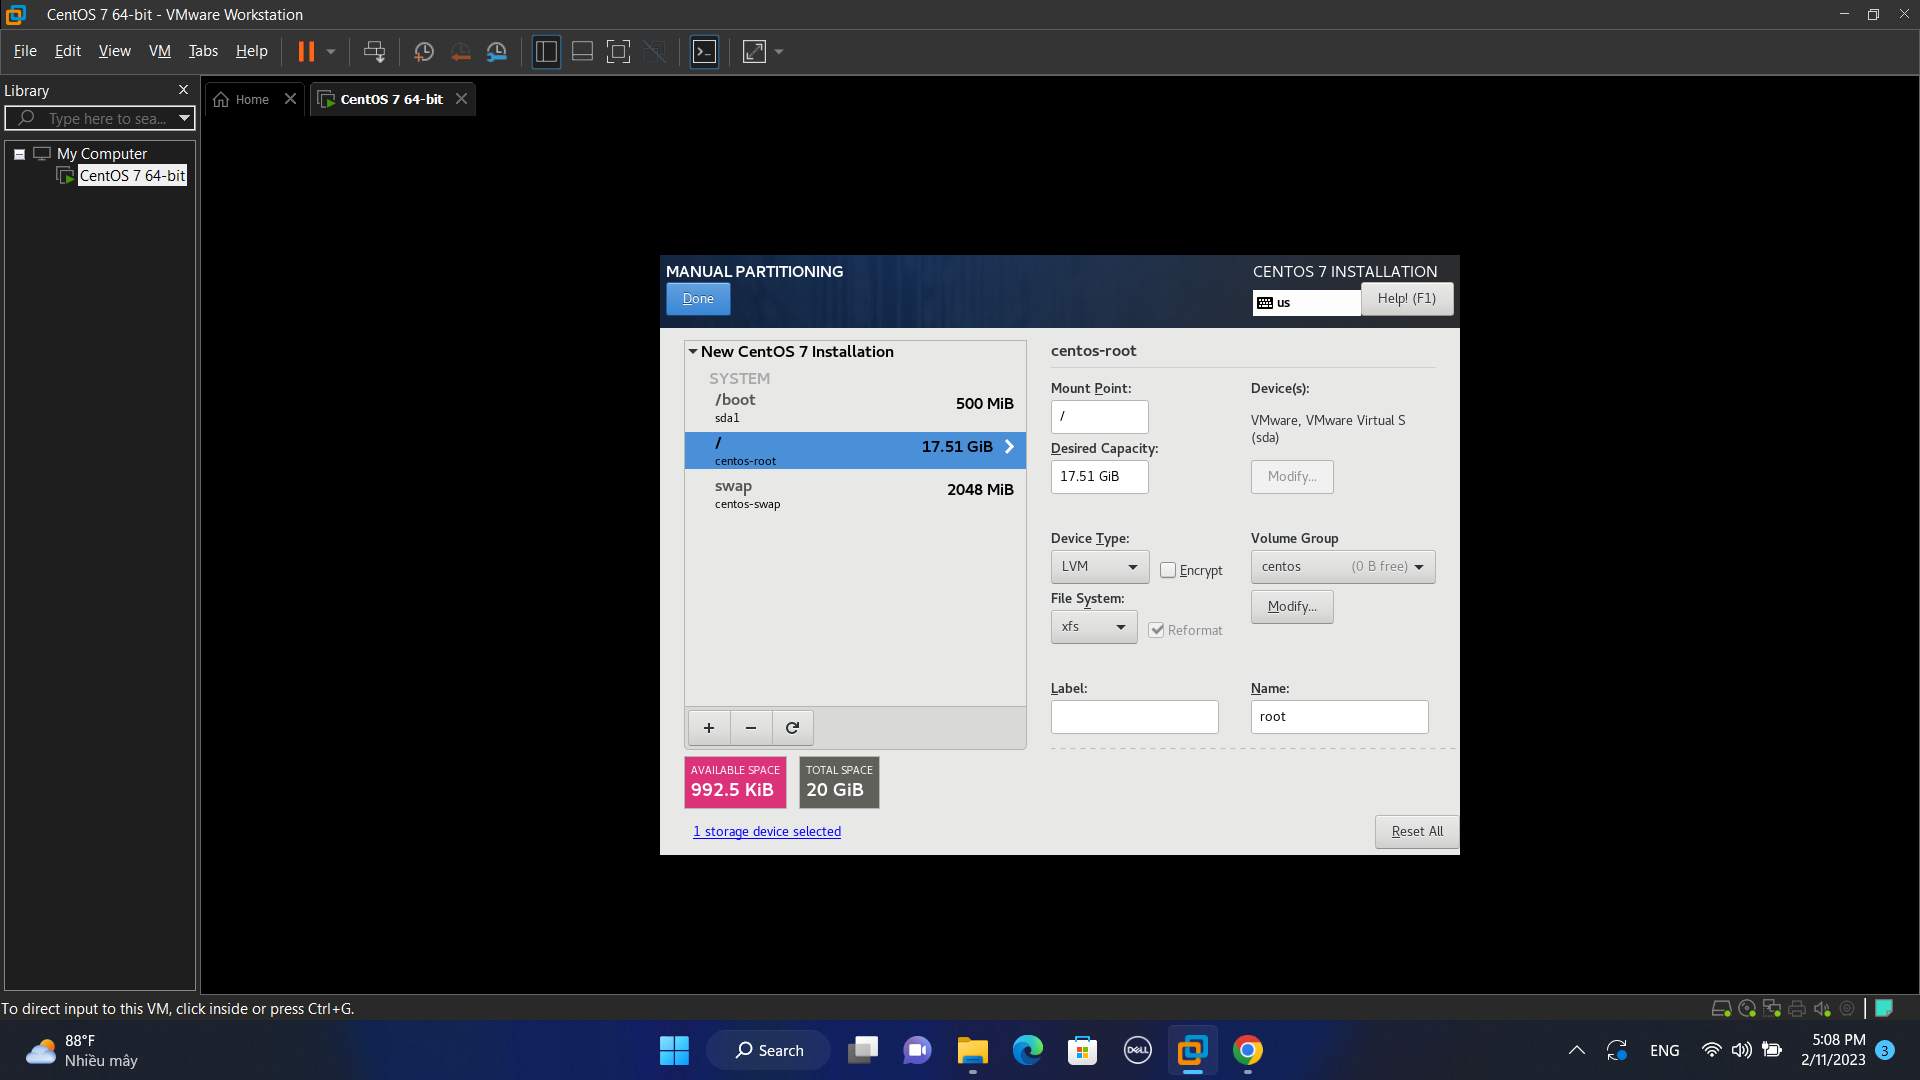 CentOS 7 64-bit - VMware Workstation
File Edit View VM Tabs Help
Library
Type here to sea...
My Computer
CentOS 7 64-bit
Home
CentOS 7 64-bit
MANUAL PARTITIONING
Done
CENTOS 7 INSTALLATION
us
Help! (F1)
New CentOS 7 Installation
SYSTEM
/boot
500 MiB
sda1
/
17.51 GiB
centos-root
swap
2048 MiB
centos-swap
+ −
AVAILABLE SPACE
992.5 KiB
TOTAL SPACE
20 GiB
1 storage device selected
centos-root
Mount Point:
/
Desired Capacity:
17.51 GiB
Device(s):
VMware, VMware Virtual S
(sda)
Modify...
Device Type:
LVM
Encrypt
Volume Group
centos (0 B free)
Modify...
File System:
xfs
Reformat
Label:
Name:
root
Reset All
To direct input to this VM, click inside or press Ctrl+G.
88°F
Nhiều mây
Search
DELL
ENG
5:08 PM
2/11/2023
3